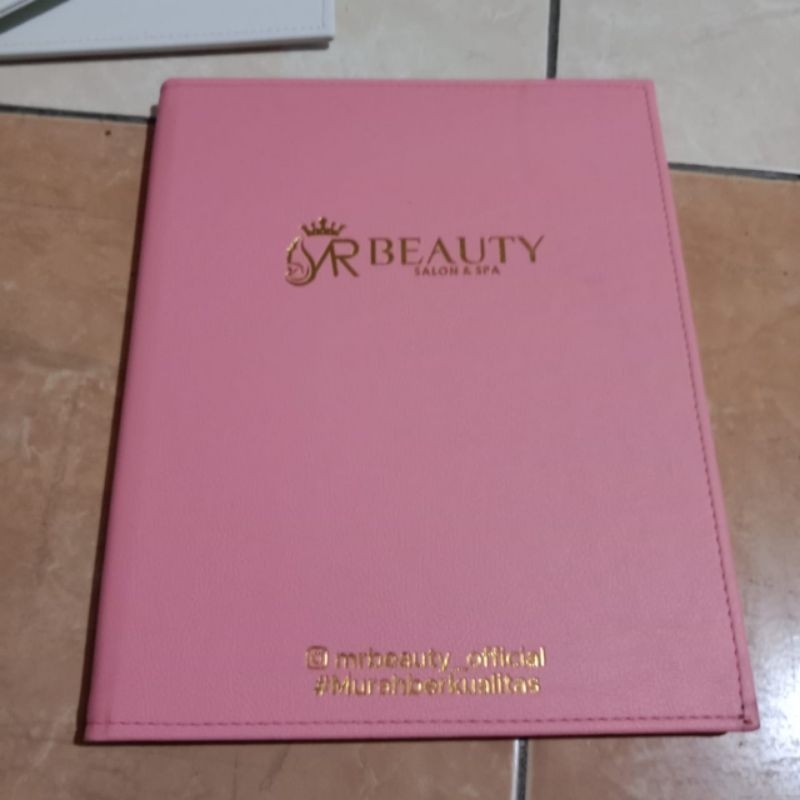 MR BEAUTY
SALON & SPA
mrbeauty_official
#Murahberkualitas